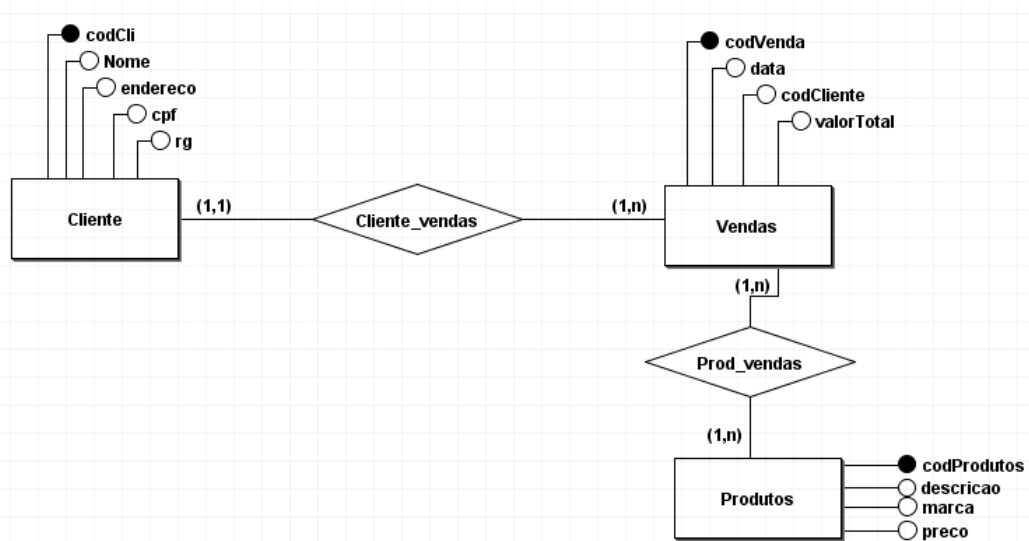 codCli
Nome
endereco
cpf
rg
Cliente
(1,1)
Cliente_vendas
(1,n)
codVenda
data
codCliente
valorTotal
Vendas
(1,n)
Prod_vendas
(1,n)
Produtos
codProdutos
descricao
marca
preco